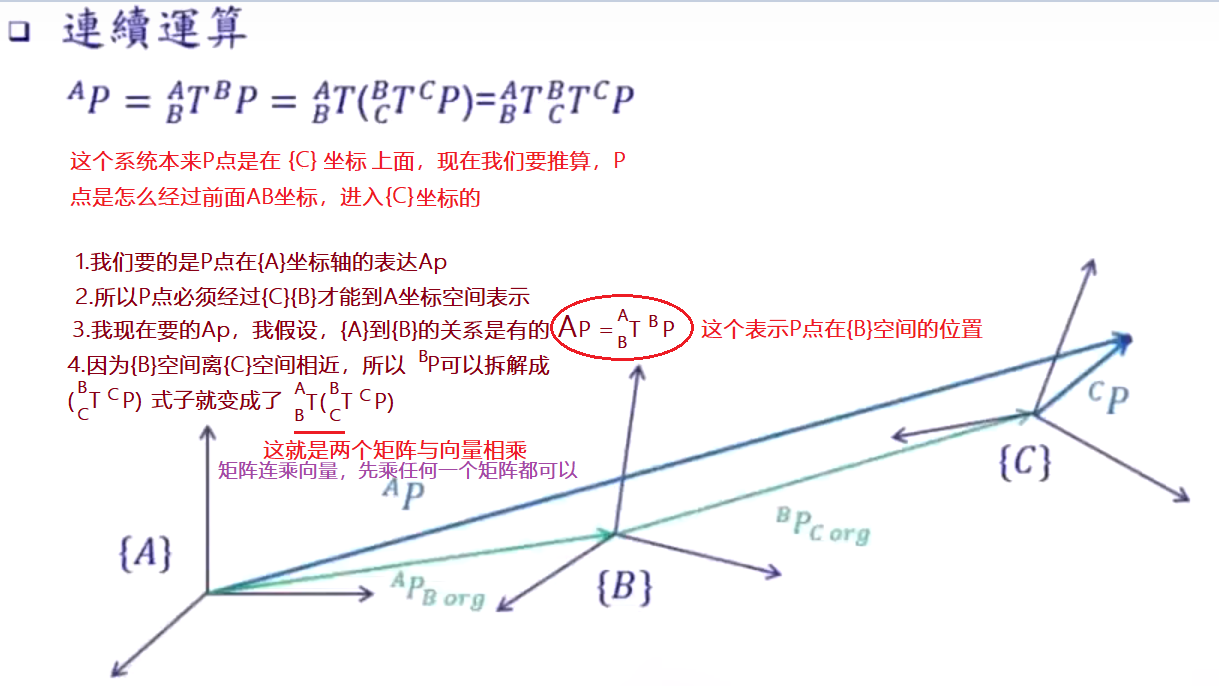 ❑ 連續運算
ᴬP = ᴬ_BT ᴮP = ᴬ_BT(ᴮ_CT ᶜP)=ᴬ_BT ᴮ_CT ᶜP
这个系统本来P点是在 {C} 坐标 上面，现在我们要推算，P
点是怎么经过前面AB坐标，进入{C}坐标的
1.我们要的是P点在{A}坐标轴的表达Ap
2.所以P点必须经过{C}{B}才能到A坐标空间表示
3.我现在要的Ap，我假设，{A}到{B}的关系是有的 AP = ᴬ_BT ᴮP 这个表示P点在{B}空间的位置
4.因为{B}空间离{C}空间相近，所以 ᴮP可以拆解成
(ᴮ_CT ᶜP) 式子就变成了 ᴬ_BT(ᴮ_CT ᶜP)
这就是两个矩阵与向量相乘
矩阵连乘向量，先乘任何一个矩阵都可以
ᶜP
{C}
ᴬP
ᴮP_C org
{A}
ᴬP_B org
{B}